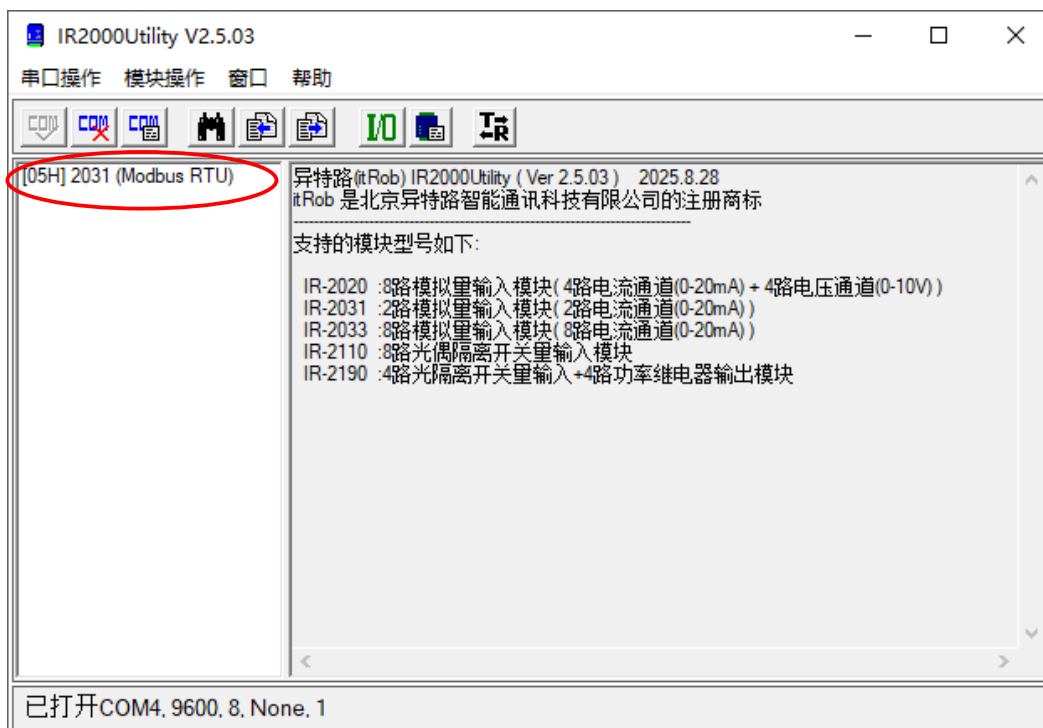 IR2000Utility V2.5.03
串口操作 模块操作 窗口 帮助
COM COM COM I/O T R
[05H] 2031 (Modbus RTU)
异特路(itRob) IR2000Utility ( Ver 2.5.03 ) 2025.8.28
itRob 是北京异特路智能通讯科技有限公司的注册商标
--------------------------------------------------------------------------------
支持的模块型号如下:
IR-2020 :8路模拟量输入模块( 4路电流通道(0-20mA) + 4路电压通道(0-10V) )
IR-2031 :2路模拟量输入模块( 2路电流通道(0-20mA) )
IR-2033 :8路模拟量输入模块( 8路电流通道(0-20mA) )
IR-2110 :8路光偶隔离开关量输入模块
IR-2190 :4路光隔离开关量输入+4路功率继电器输出模块
已打开COM4, 9600, 8, None, 1